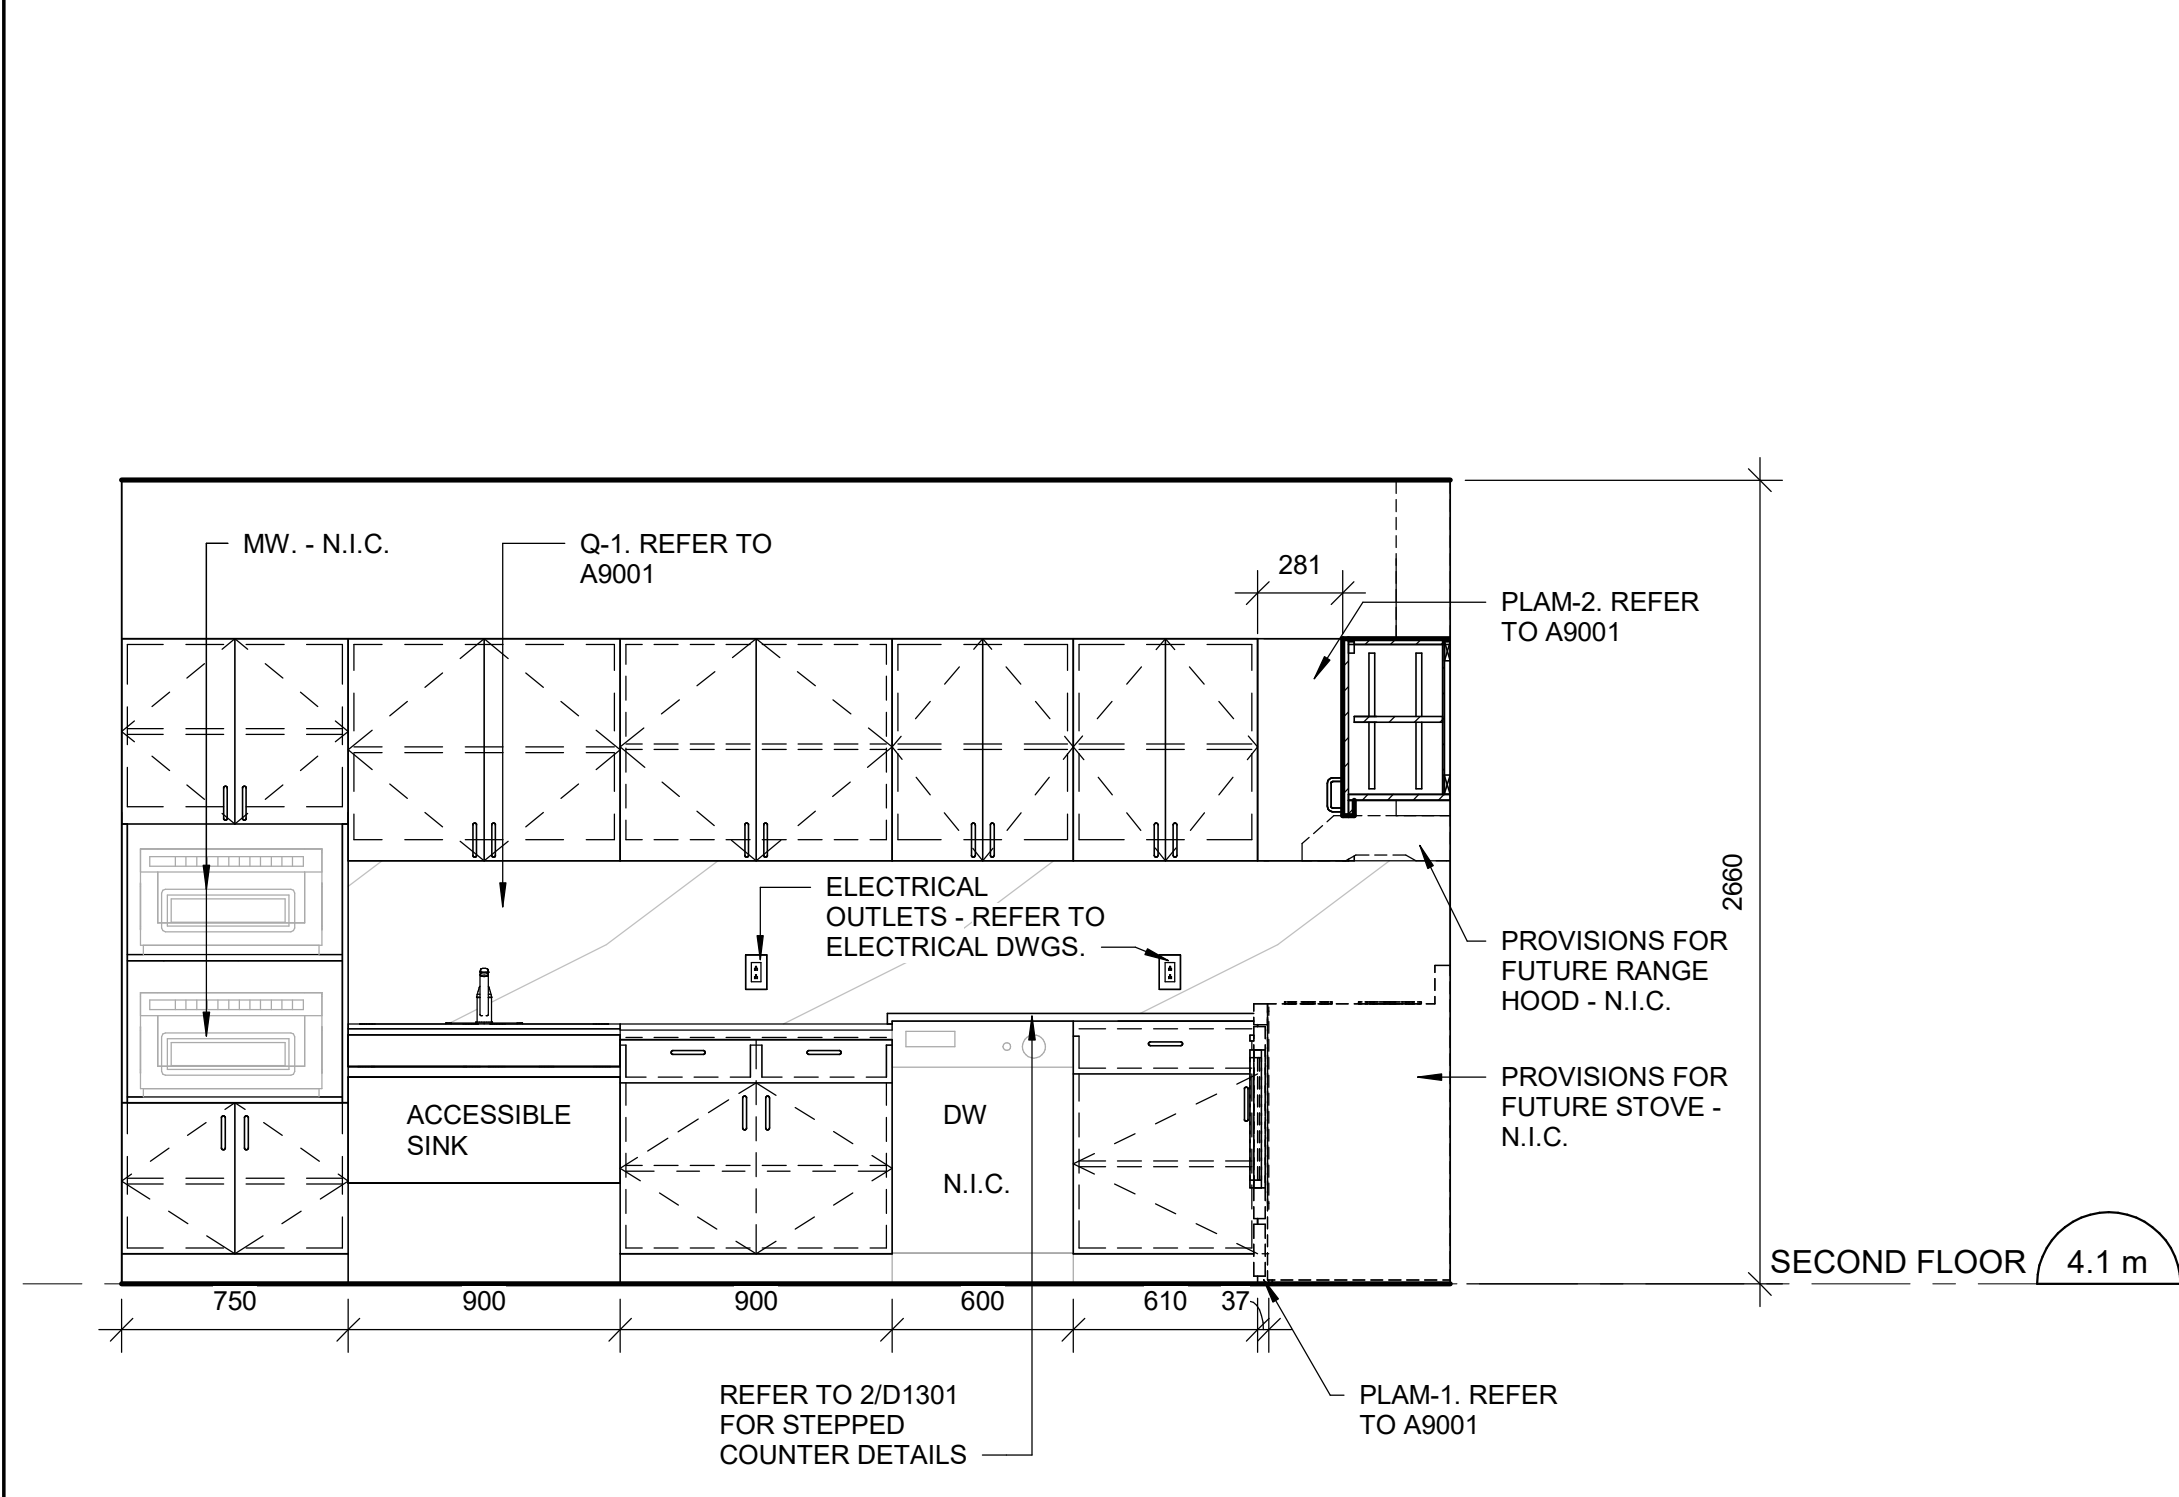 MW. - N.I.C.
Q-1. REFER TO
A9001
281
PLAM-2. REFER
TO A9001
2660
ELECTRICAL
OUTLETS - REFER TO
ELECTRICAL DWGS.
PROVISIONS FOR
FUTURE RANGE
HOOD - N.I.C.
PROVISIONS FOR
FUTURE STOVE -
N.I.C.
ACCESSIBLE
SINK
DW
N.I.C.
SECOND FLOOR
4.1 m
750
900
900
600
610
37
REFER TO 2/D1301
FOR STEPPED
COUNTER DETAILS
PLAM-1. REFER
TO A9001